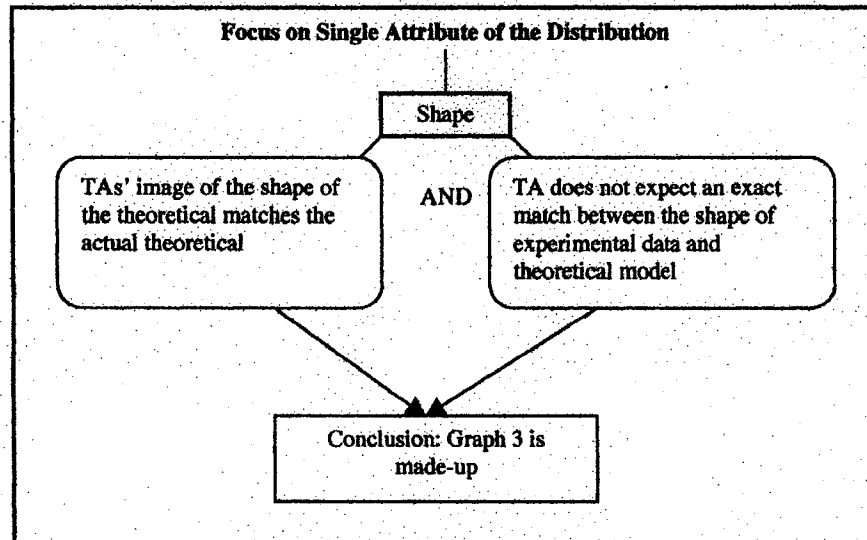 Focus on Single Attribute of the Distribution
Shape
TAs' image of the shape of
the theoretical matches the
actual theoretical
AND
TA does not expect an exact
match between the shape of
experimental data and
theoretical model
Conclusion: Graph 3 is
made-up